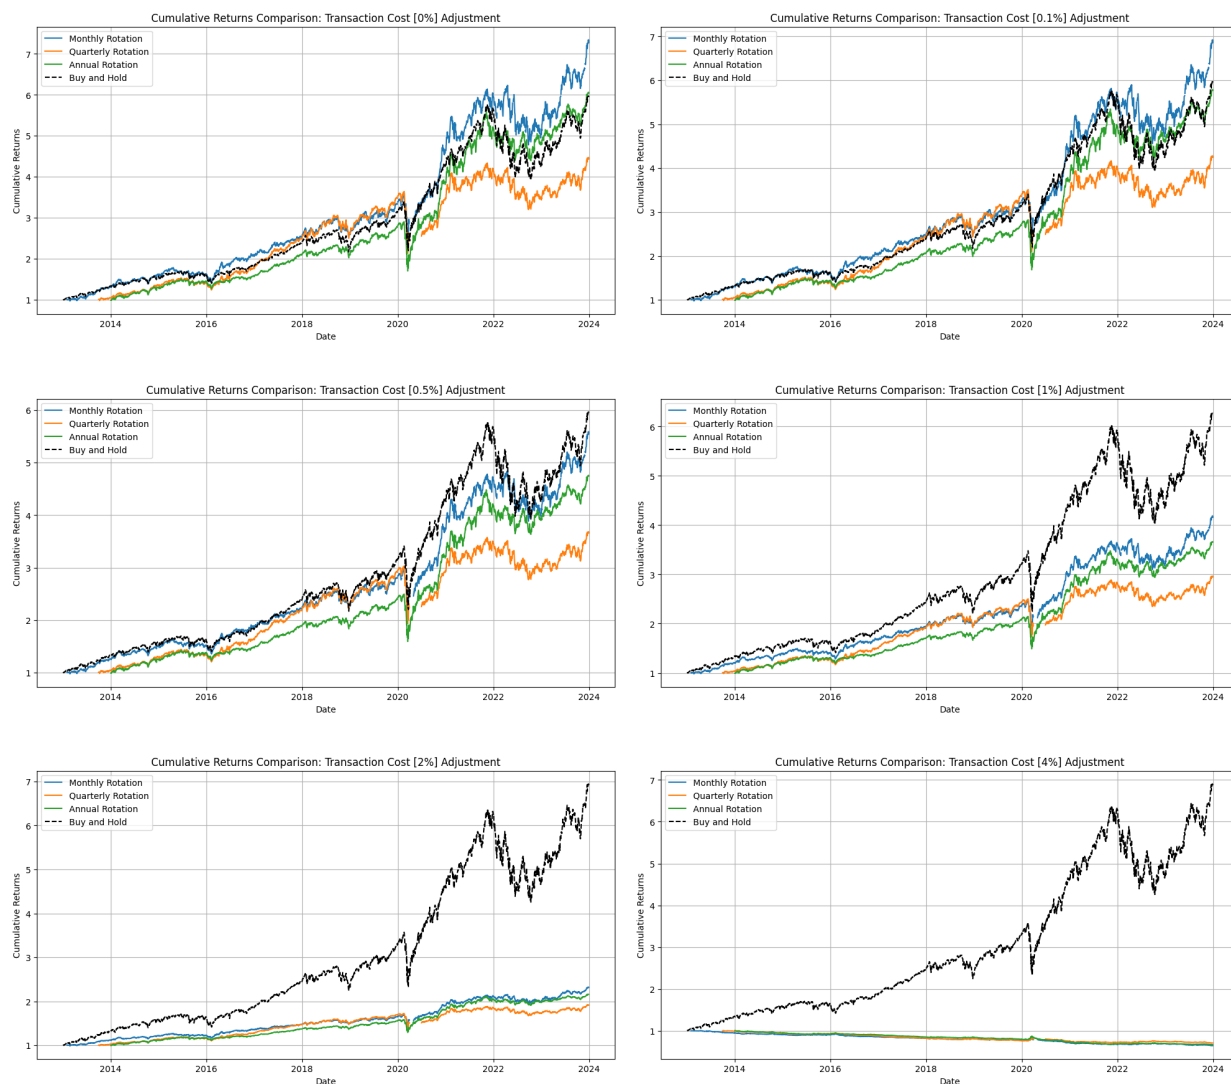 Cumulative Returns Comparison: Transaction Cost [0%] Adjustment
Monthly Rotation
Quarterly Rotation
Annual Rotation
Buy and Hold
Cumulative Returns
7
6
5
4
3
2
1
2014 2016 2018 2020 2022 2024
Date
Cumulative Returns Comparison: Transaction Cost [0.1%] Adjustment
Monthly Rotation
Quarterly Rotation
Annual Rotation
Buy and Hold
Cumulative Returns
7
6
5
4
3
2
1
2014 2016 2018 2020 2022 2024
Date
Cumulative Returns Comparison: Transaction Cost [0.5%] Adjustment
Monthly Rotation
Quarterly Rotation
Annual Rotation
Buy and Hold
Cumulative Returns
6
5
4
3
2
1
2014 2016 2018 2020 2022 2024
Date
Cumulative Returns Comparison: Transaction Cost [1%] Adjustment
Monthly Rotation
Quarterly Rotation
Annual Rotation
Buy and Hold
Cumulative Returns
6
5
4
3
2
1
2014 2016 2018 2020 2022 2024
Date
Cumulative Returns Comparison: Transaction Cost [2%] Adjustment
Monthly Rotation
Quarterly Rotation
Annual Rotation
Buy and Hold
Cumulative Returns
7
6
5
4
3
2
1
2014 2016 2018 2020 2022 2024
Date
Cumulative Returns Comparison: Transaction Cost [4%] Adjustment
Monthly Rotation
Quarterly Rotation
Annual Rotation
Buy and Hold
Cumulative Returns
7
6
5
4
3
2
1
2014 2016 2018 2020 2022 2024
Date